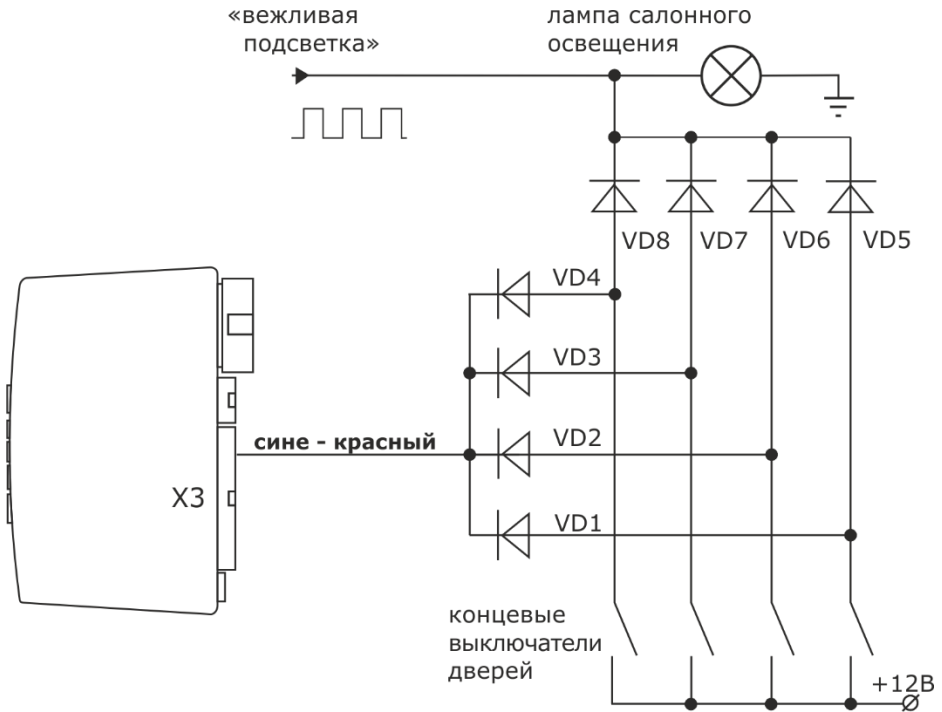 «вежливая
подсветка»
лампа салонного
освещения
VD8
VD7
VD6
VD5
VD4
VD3
сине - красный
VD2
X3
VD1
концевые
выключатели
дверей
+12В